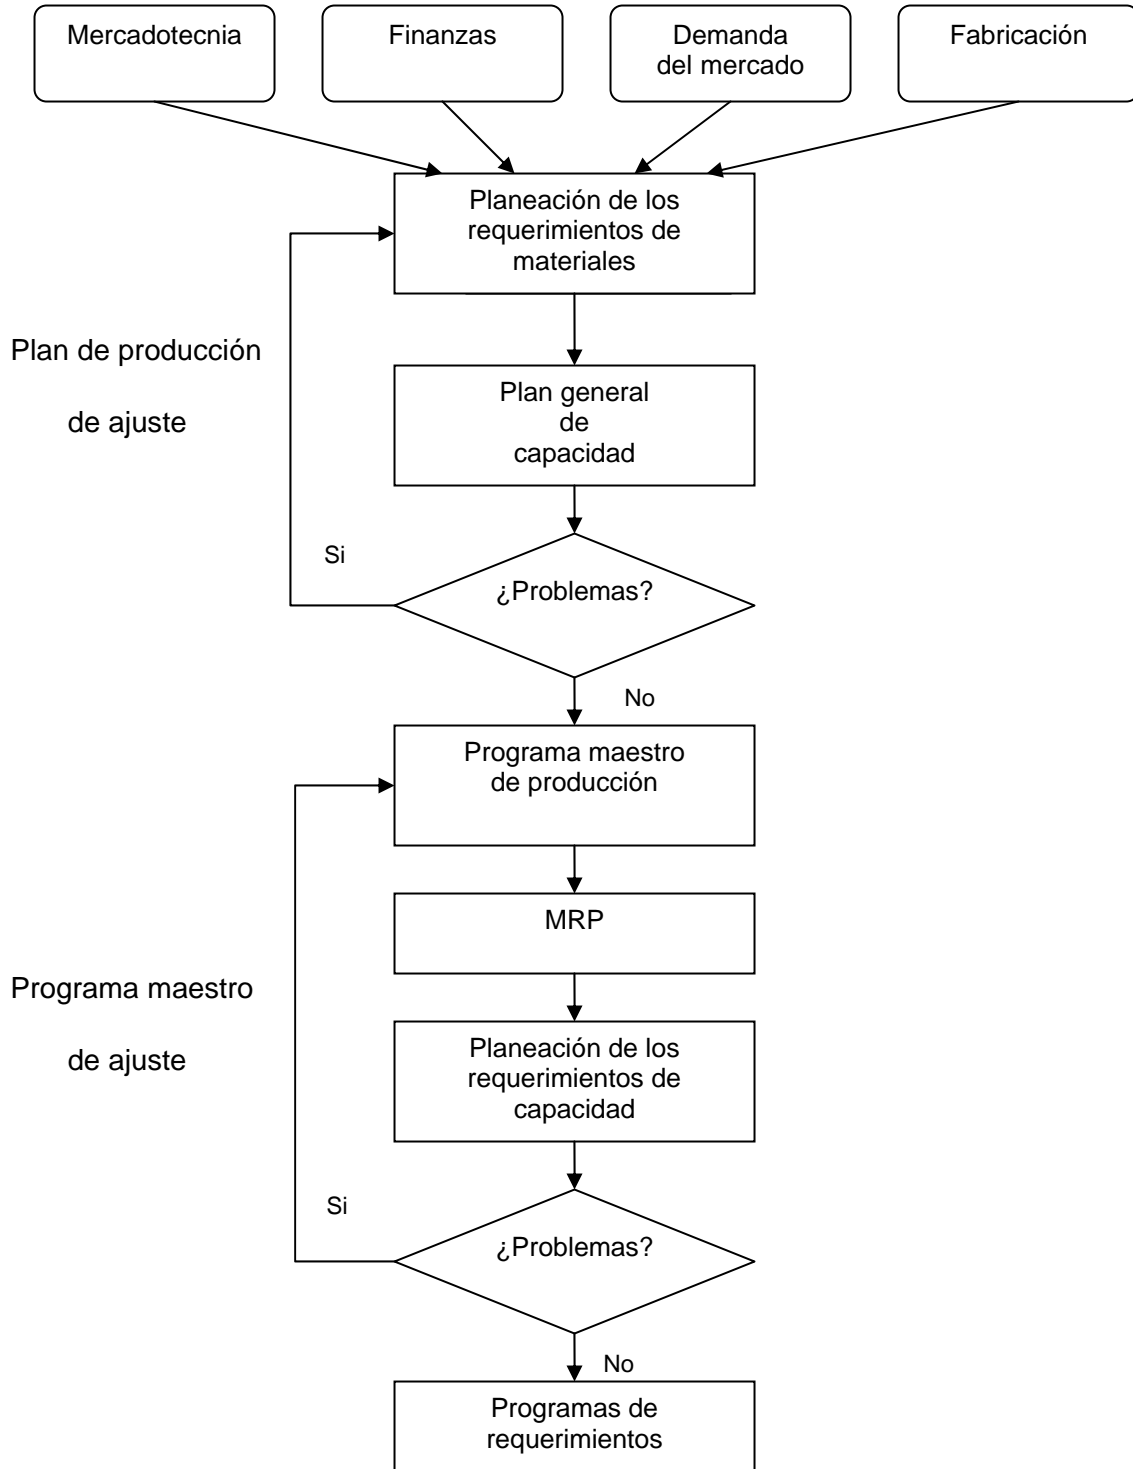 Mercadotecnia
Finanzas
Demanda
del mercado
Fabricación
Planeación de los
requerimientos de
materiales
Plan de producción
de ajuste
Plan general
de
capacidad
Si
¿Problemas?
No
Programa maestro
de producción
MRP
Programa maestro
de ajuste
Planeación de los
requerimientos de
capacidad
Si
¿Problemas?
No
Programas de
requerimientos